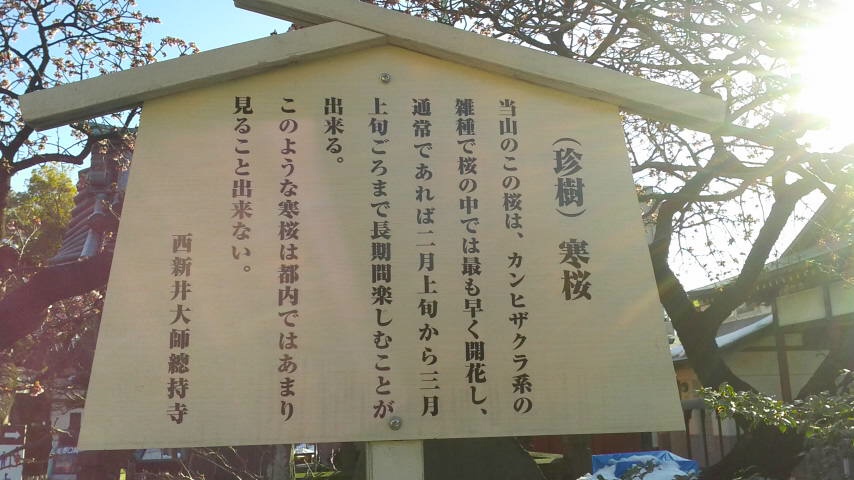 (珍樹) 寒桜
当山のこの桜は、カンヒザクラ系の
雑種で桜の中では最も早く開花し、
通常であれば二月上旬から三月
上旬ごろまで長期間楽しむことが
出来る。
このような寒桜は都内ではあまり
見ること出来ない。
西新井大師總持寺